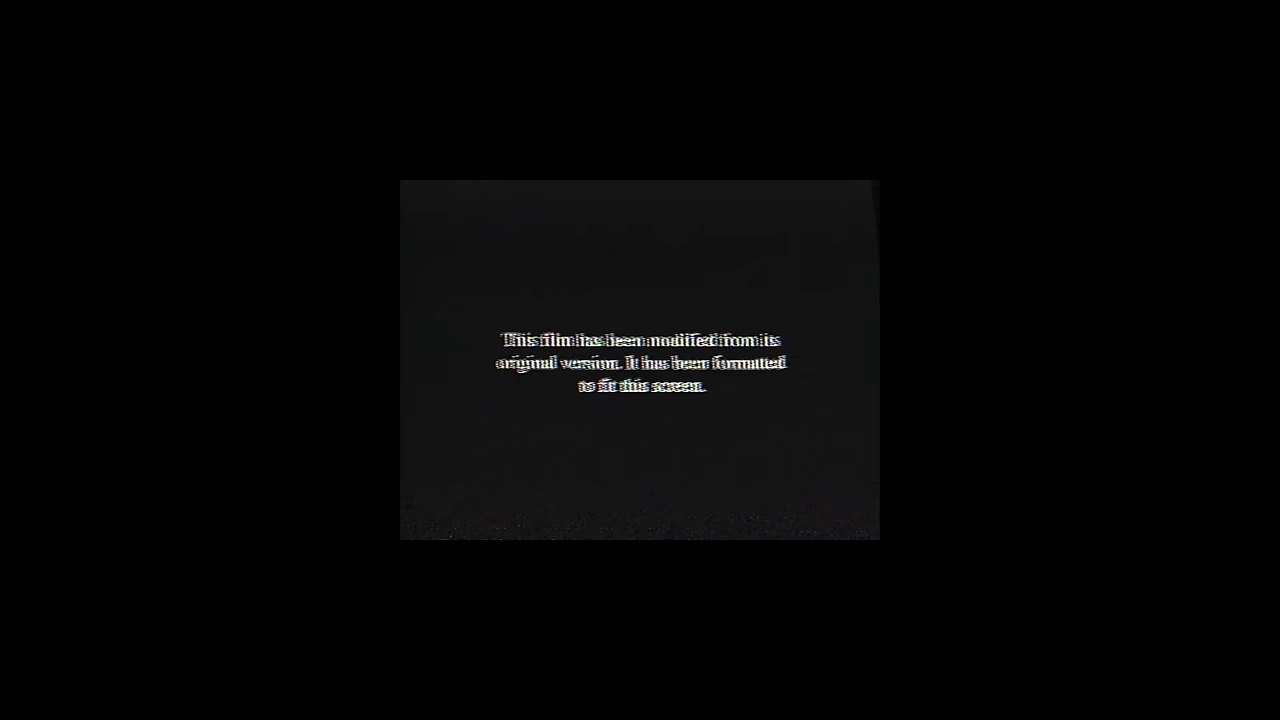 This film has been modified from its
original version. It has been formatted
to fit this screen.